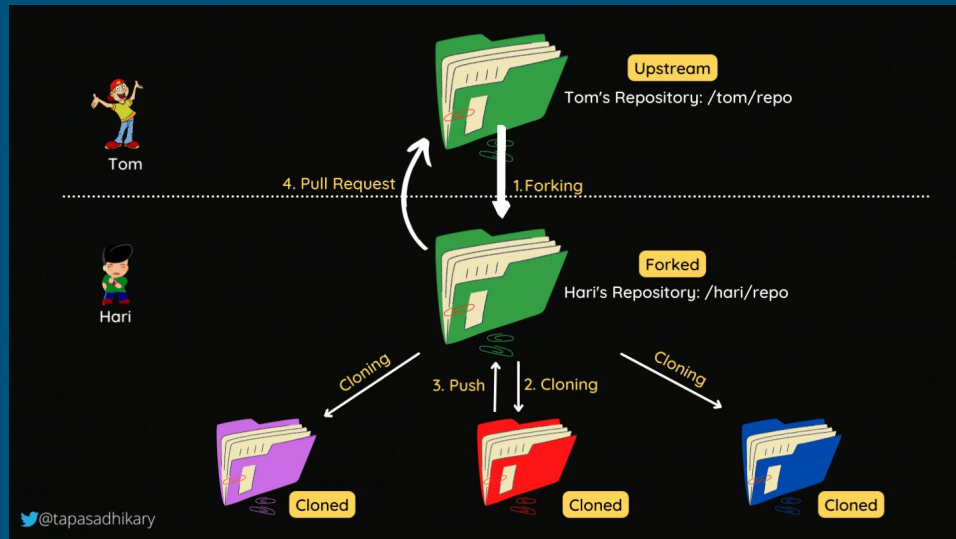 Upstream
Tom's Repository: /tom/repo
Tom
4. Pull Request
1.Forking
Forked
Hari's Repository: /hari/repo
Hari
Cloning
3. Push
2. Cloning
Cloning
Cloned
Cloned
Cloned
@tapasadhikary